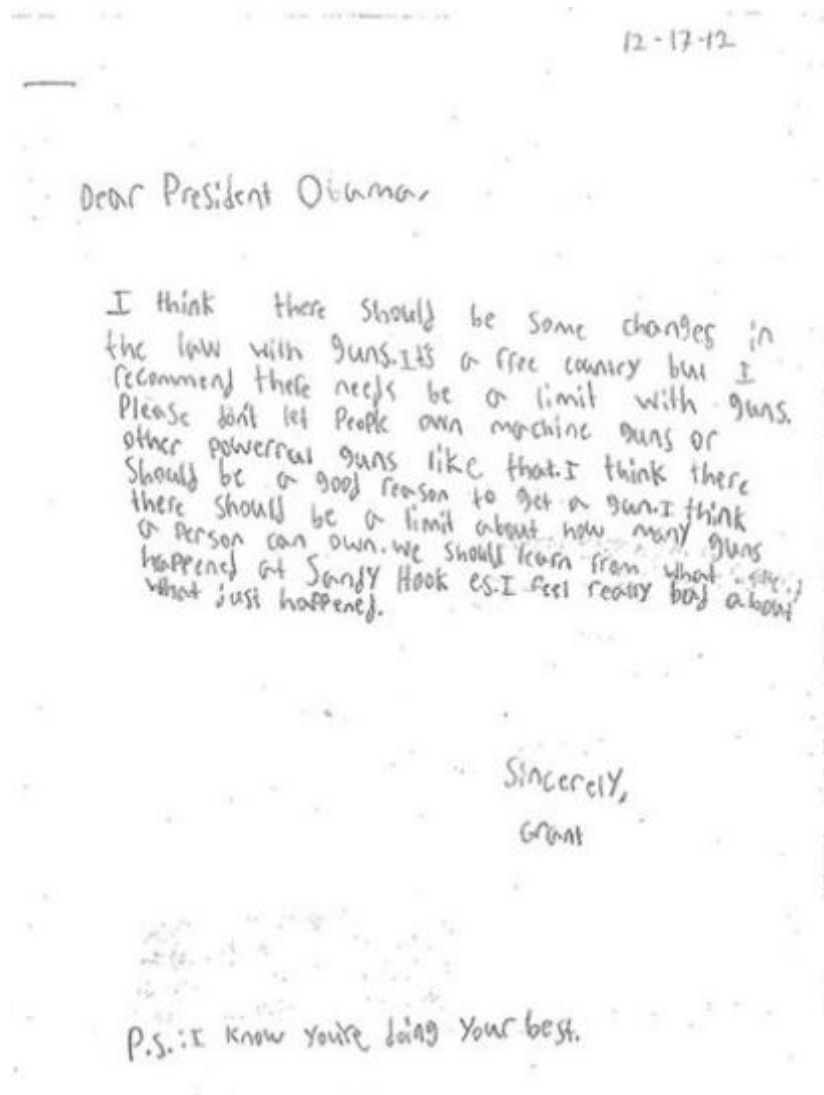 12-17-12
Dear President Obama,
I think there should be some changes in
the law with guns. It's a free country but I
recommend there needs be a limit with guns.
Please don't let People own machine guns or
other powerful guns like that. I think there
should be a good reason to get a gun. I think
there should be a limit about how many guns
a person can own. we should learn from what
happened at Sandy Hook es. I feel really bad about
what just happened.
Sincerely,
Grant
P.S.: I know you're doing your best.